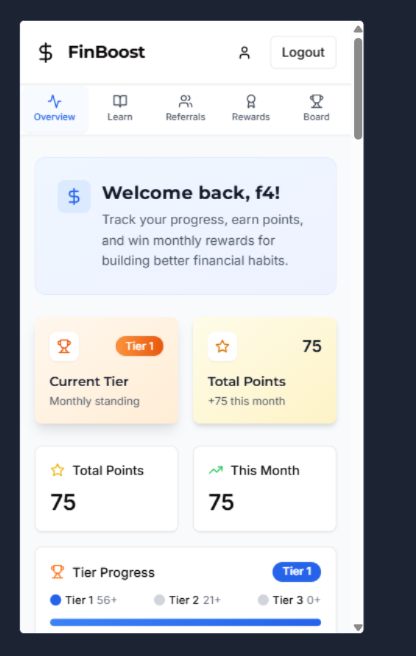 FinBoost
Logout
Overview
Learn
Referrals
Rewards
Board
Welcome back, f4!
Track your progress, earn points,
and win monthly rewards for
building better financial habits.
Tier 1
Current Tier
Monthly standing
75
Total Points
+75 this month
Total Points
75
This Month
75
Tier Progress
Tier 1
Tier 1 56+
Tier 2 21+
Tier 3 0+